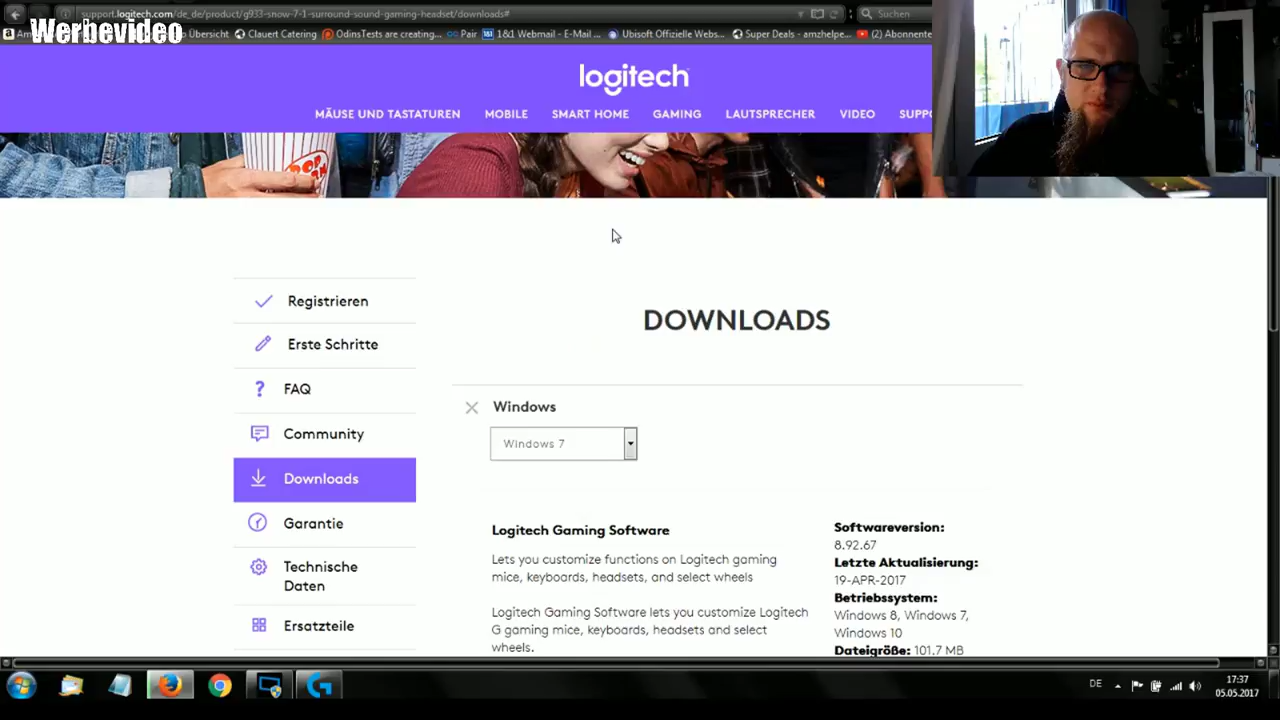 support.logitech.com/de_de/product/g933-snow-7-1-surround-sound-gaming-headset/downloads#
Suchen
Werbevideo
Übersicht
Clauert Catering
OdinsTests are creating...
Pair
1&1 Webmail - E-Mail ...
Ubisoft Offizielle Webs...
Super Deals - amzhelpe...
(2) Abonnente
logitech
MÄUSE UND TASTATUREN
MOBILE
SMART HOME
GAMING
LAUTSPRECHER
VIDEO
SUPP
Registrieren
Erste Schritte
FAQ
Community
Downloads
Garantie
Technische
Daten
Ersatzteile
DOWNLOADS
Windows
Windows 7
Logitech Gaming Software
Lets you customize functions on Logitech gaming
mice, keyboards, headsets, and select wheels
Logitech Gaming Software lets you customize Logitech
G gaming mice, keyboards, headsets and select
wheels.
Softwareversion:
8.92.67
Letzte Aktualisierung:
19-APR-2017
Betriebssystem:
Windows 8, Windows 7,
Windows 10
Dateigröße: 101.7 MB
DE
17:37
05.05.2017